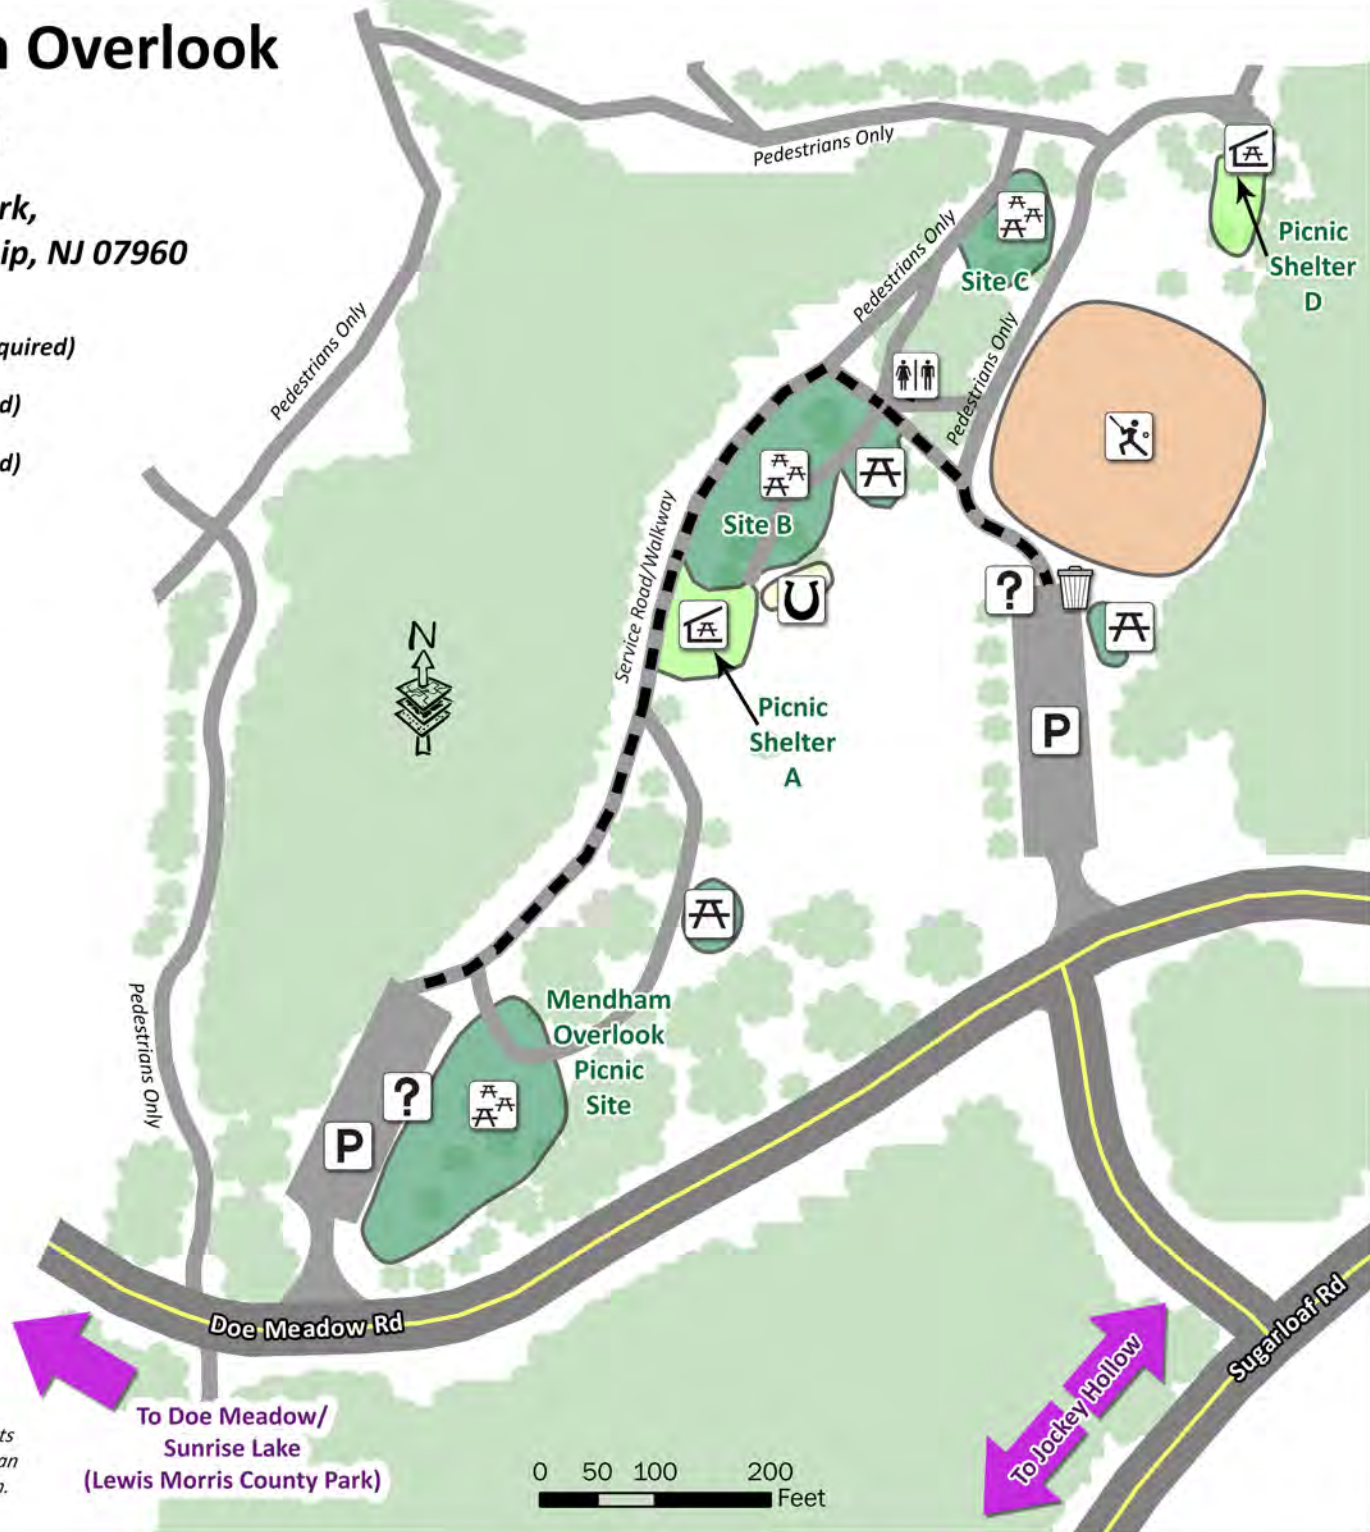 Overlook
ip, NJ 07960
Pedestrians Only
Pedestrians Only
Pedestrians Only
Pedestrians Only
Pedestrians Only
Site C
Picnic
Shelter
D
Site B
Service Road/Walkway
N
?
Picnic
Shelter
A
P
Mendham
Overlook
Picnic
Site
?
P
Doe Meadow Rd
Sugarloaf Rd
To Jockey Hollow
To Doe Meadow/
Sunrise Lake
(Lewis Morris County Park)
0 50 100 200
Feet